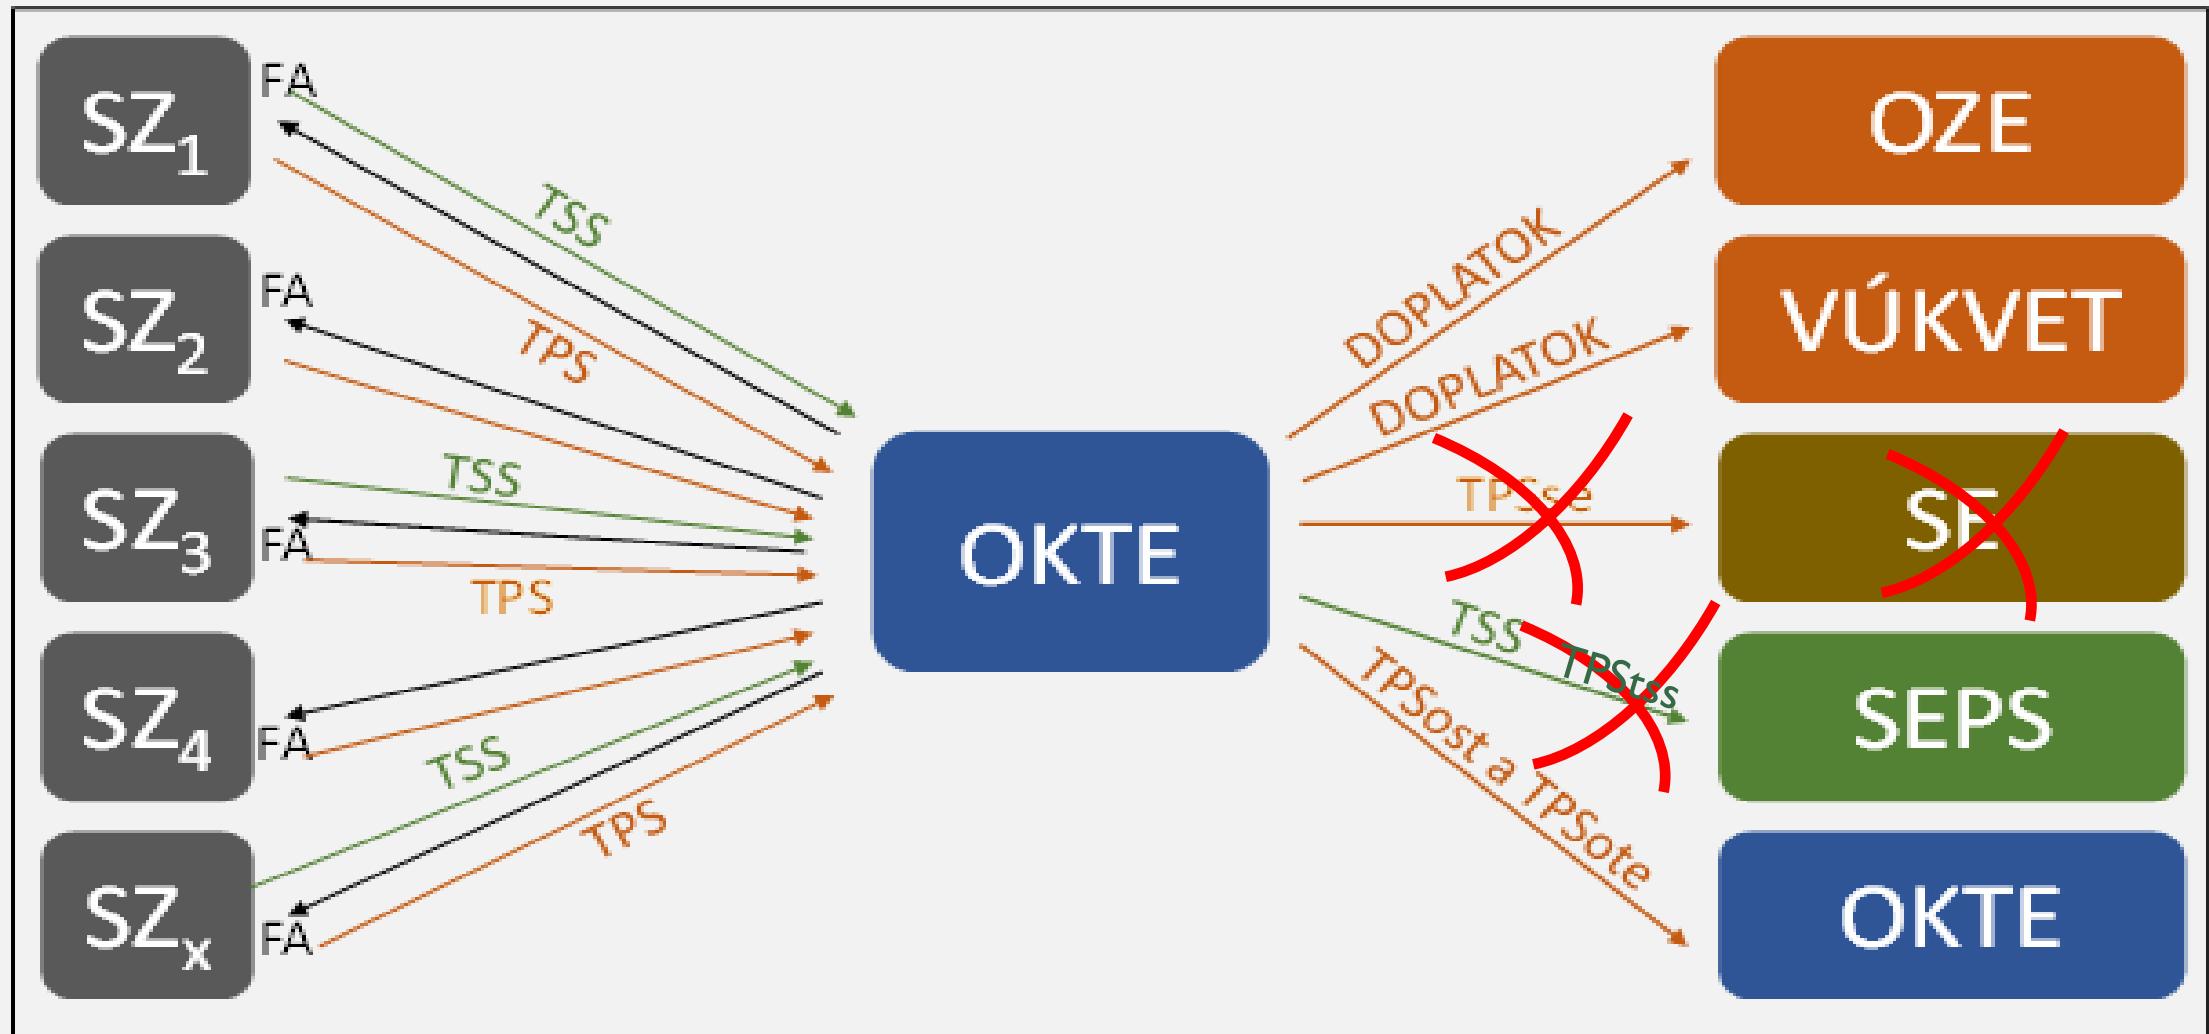 SZ1
FA
TSS
TPS
SZ2
FA
SZ3
TSS
FA
TPS
SZ4
FA
TSS
SZx
FA
TPS
OKTE
DOPLATOK
OZE
DOPLATOK
VÚKVET
TPSse
SE
TSS
TPStss
SEPS
TPSost a TPSote
OKTE